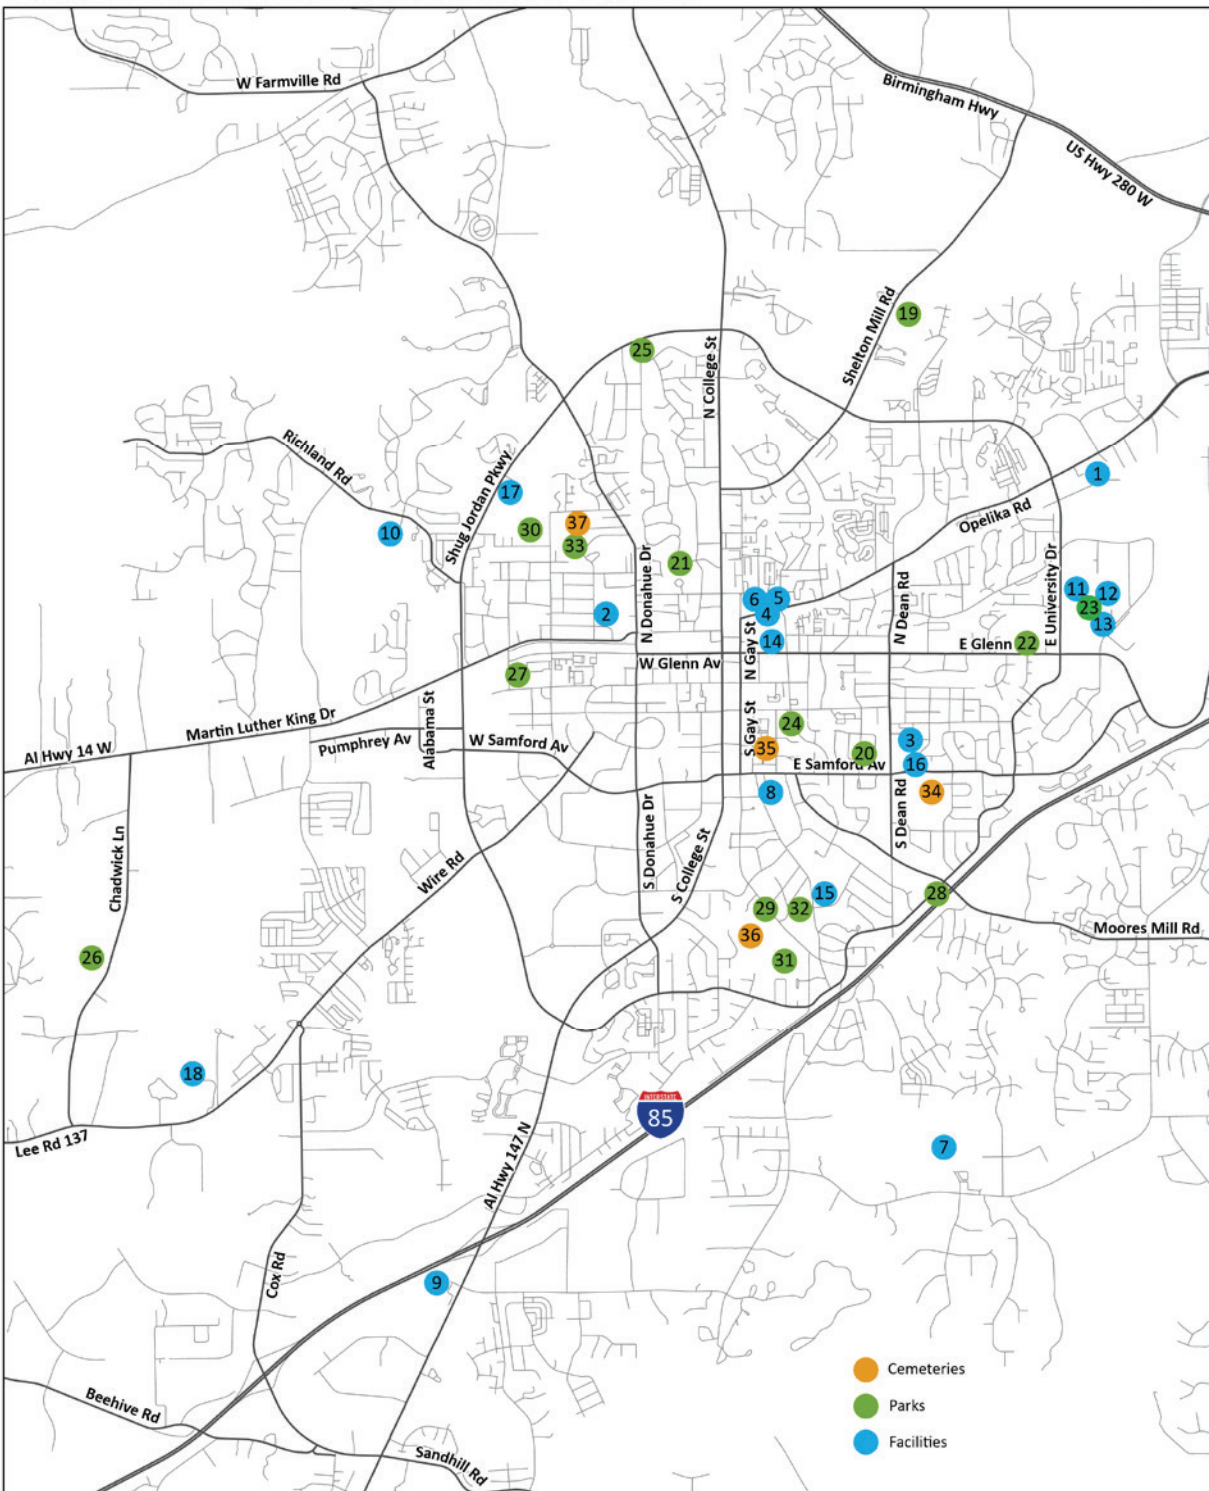 W Farmville Rd
Birmingham Hwy
US Hwy 280 W
19
Shelton Mill Rd
25
N College St
Richland Rd
Shug Jordan Pkwy
17
1
Opelika Rd
10
30
37
33
21
N Donahue Dr
N Dean Rd
E University Dr
6
5
4
11
12
23
13
2
14
N Gay St
E Glenn
22
W Glenn Av
27
Alabama St
Martin Luther King Dr
Al Hwy 14 W
Pumphrey Av
W Samford Av
S Gay St
24
35
20
3
E Samford Av
16
8
34
S Dean Rd
S Donahue Dr
S College St
Chadwick Ln
Wire Rd
15
28
29
32
36
31
Moores Mill Rd
26
18
INTERSTATE
85
Lee Rd 137
Al Hwy 147 N
7
Cox Rd
9
Cemeteries
Parks
Facilities
Beehive Rd
Sandhill Rd